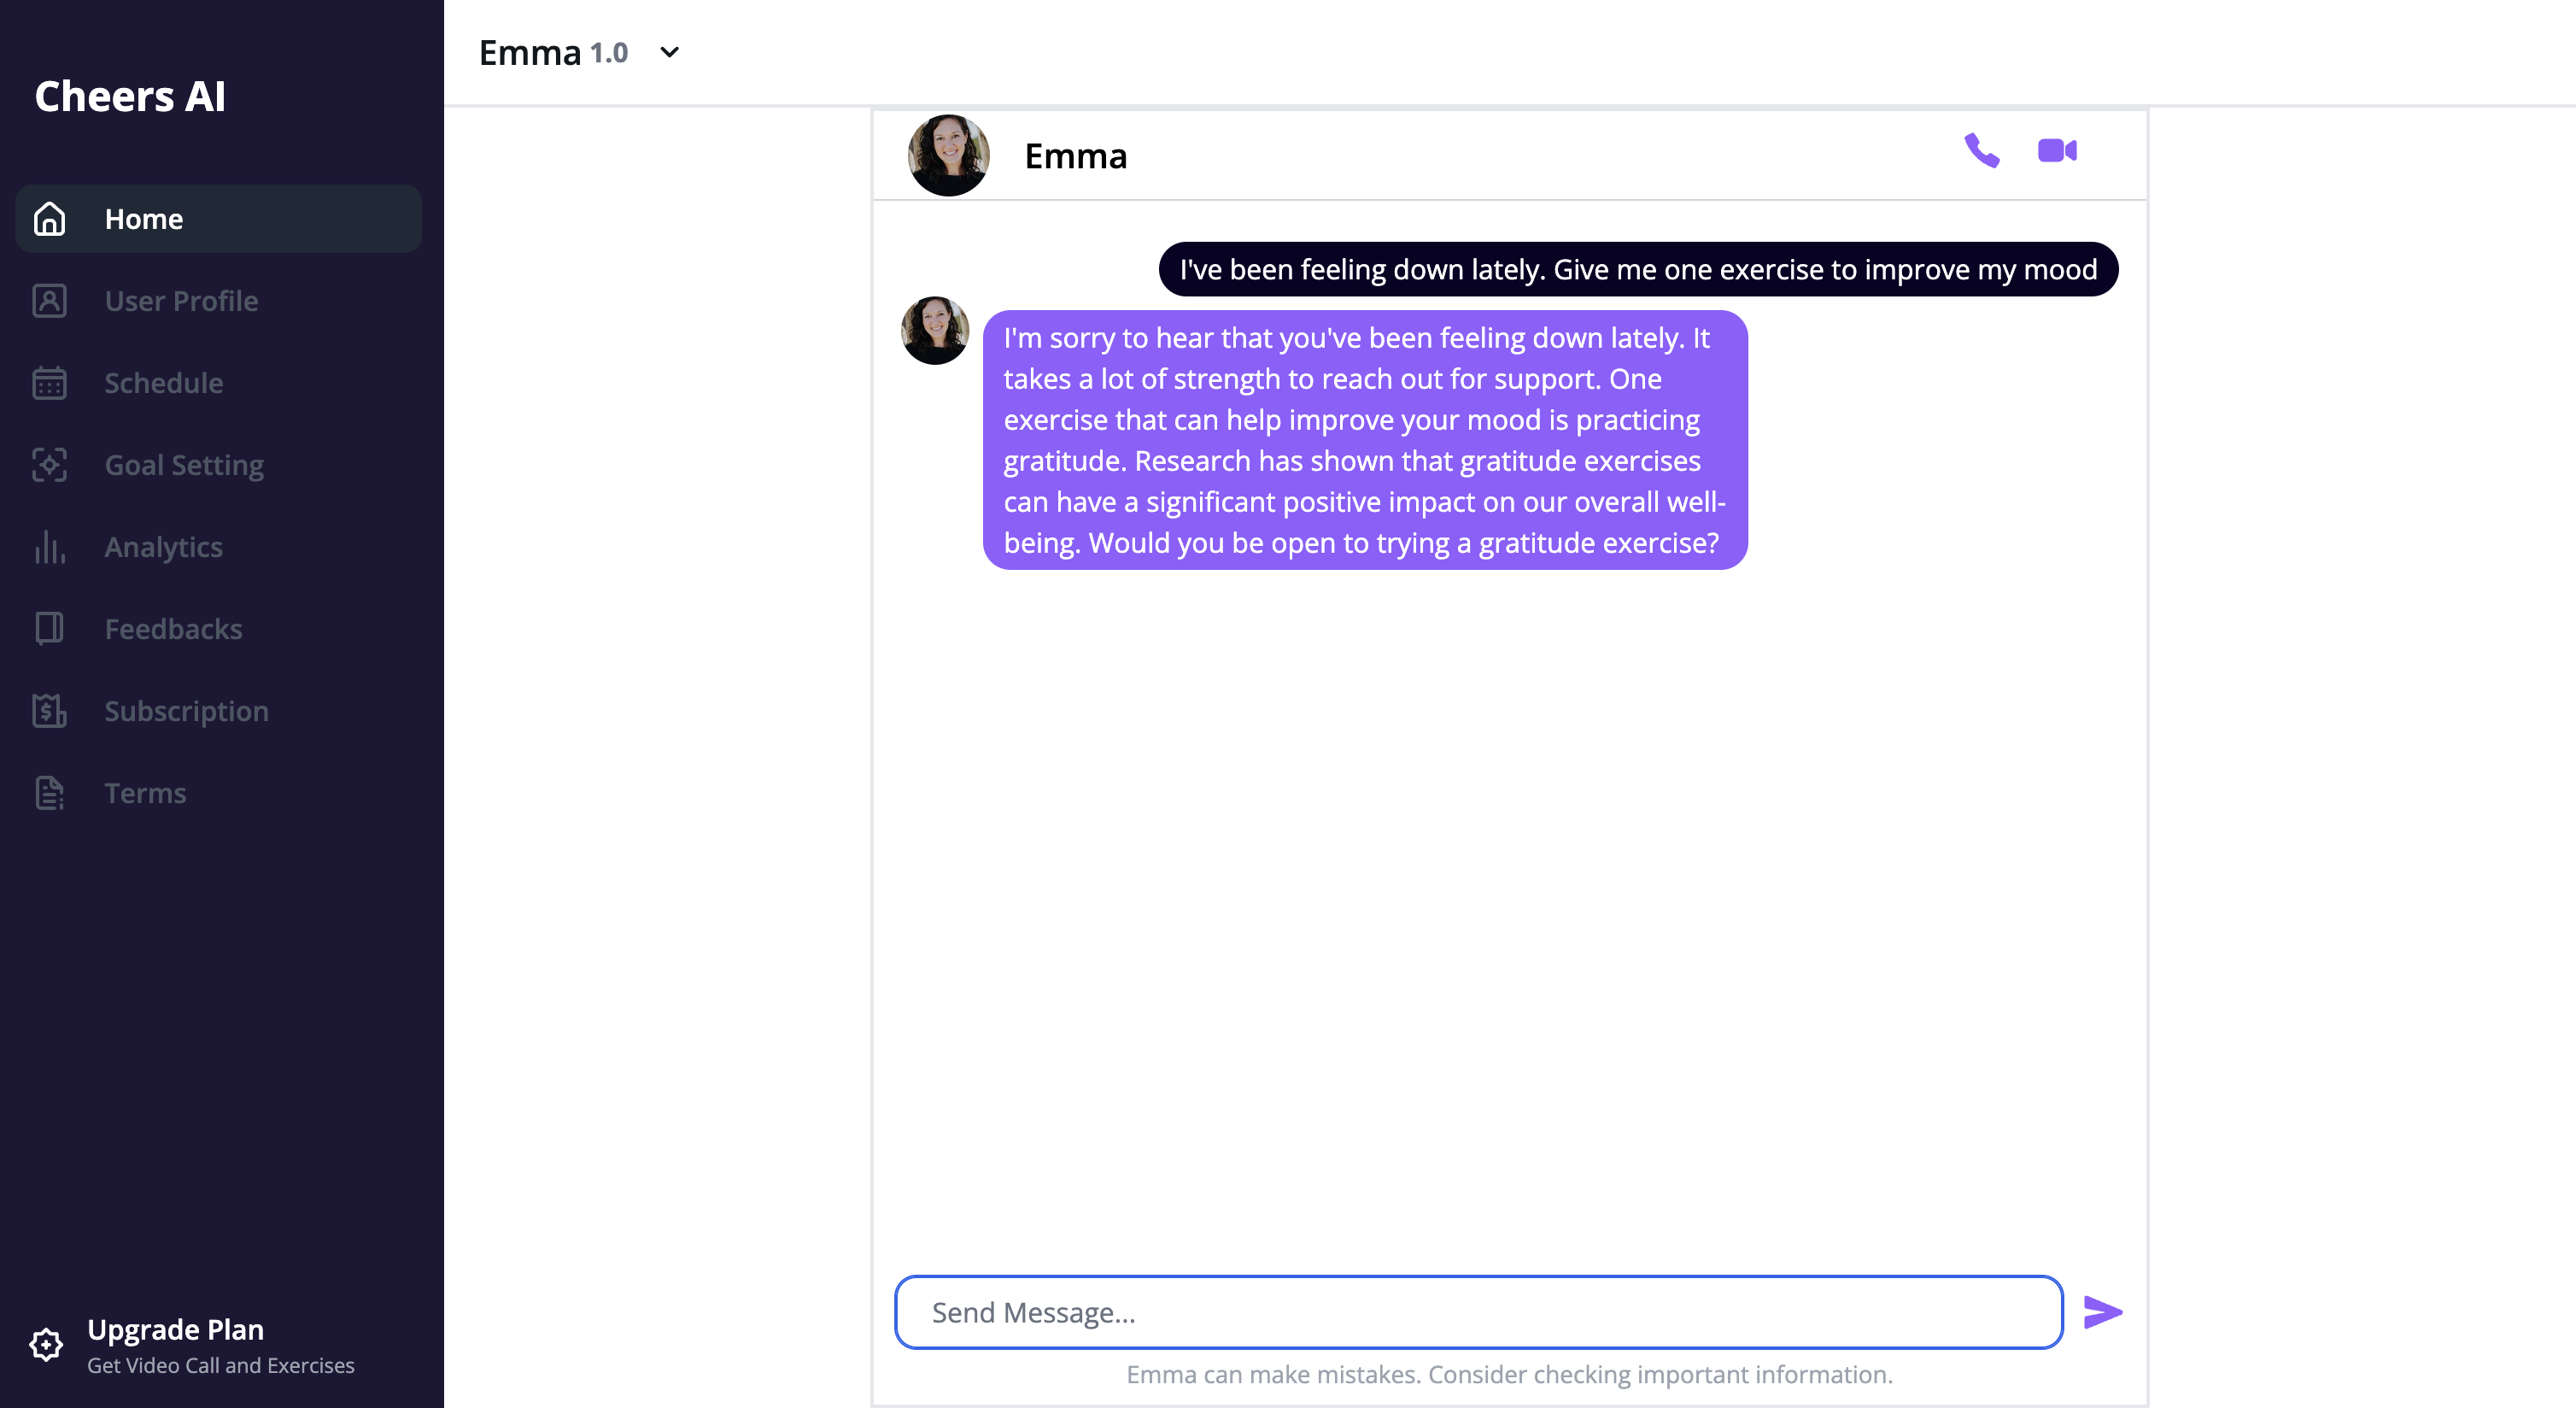 Cheers AI
Home
User Profile
Schedule
Goal Setting
Analytics
Feedbacks
Subscription
Terms
Upgrade Plan
Get Video Call and Exercises
Emma 1.0
Emma
I've been feeling down lately. Give me one exercise to improve my mood
I'm sorry to hear that you've been feeling down lately. It
takes a lot of strength to reach out for support. One
exercise that can help improve your mood is practicing
gratitude. Research has shown that gratitude exercises
can have a significant positive impact on our overall well-
being. Would you be open to trying a gratitude exercise?
Send Message...
Emma can make mistakes. Consider checking important information.